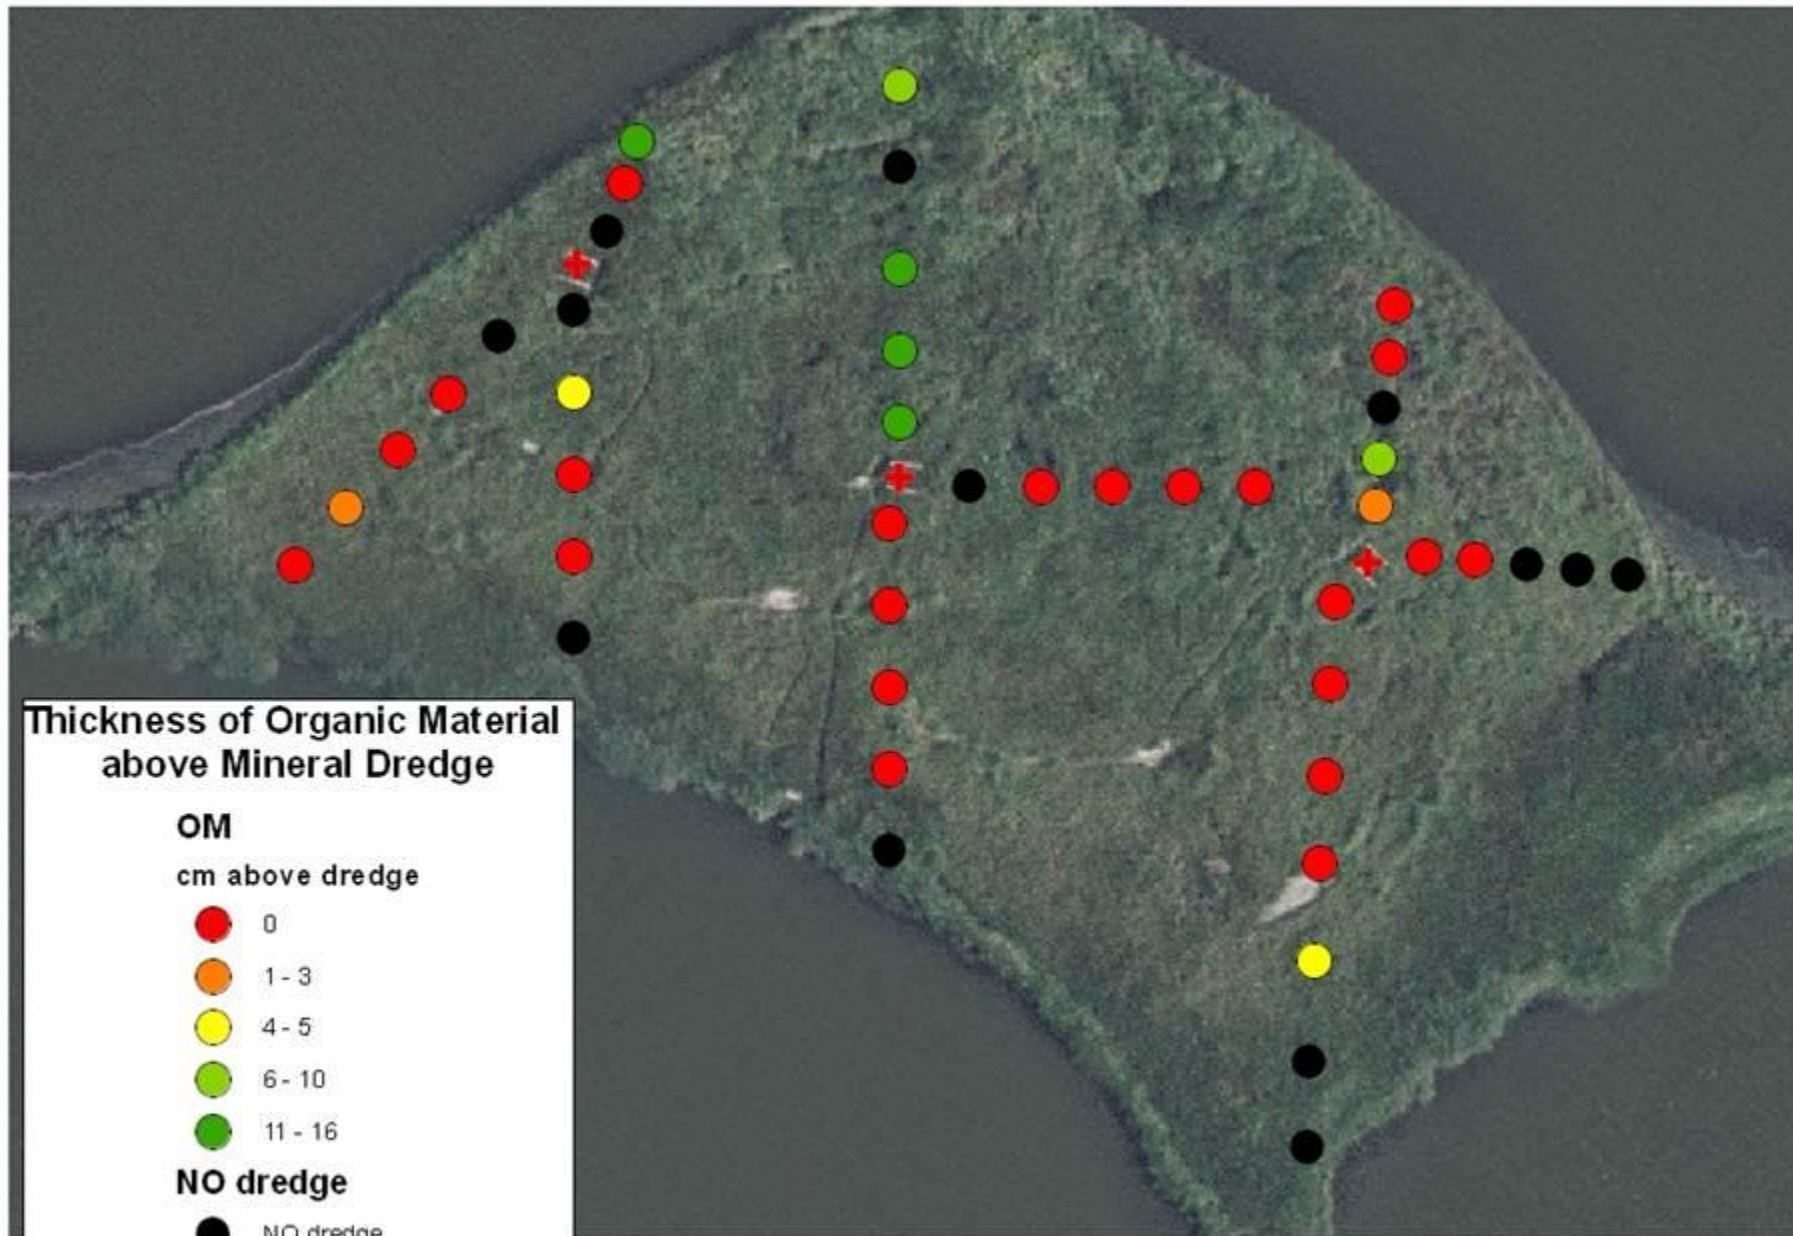 Thickness of Organic Material
above Mineral Dredge
OM
cm above dredge
0
1 - 3
4 - 5
6 - 10
11 - 16
NO dredge
NO dredge